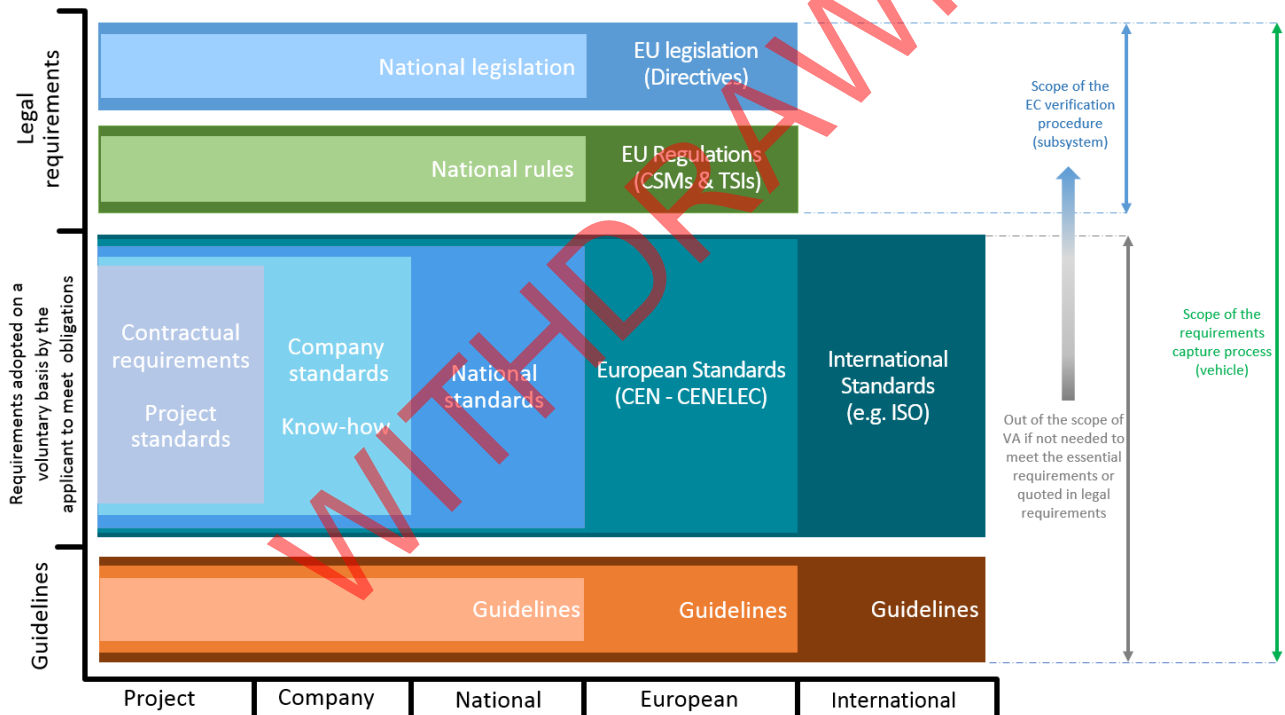 Legal
requirements
National legislation
EU legislation
(Directives)
National rules
EU Regulations
(CSMs & TSIs)
Scope of the
EC verification
procedure
(subsystem)
Requirements adopted on a
voluntary basis by the
applicant to meet obligations
Contractual
requirements
Project
standards
Company
standards
Know-how
National
standards
European Standards
(CEN - CENELEC)
International
Standards
(e.g. ISO)
Out of the scope of
VA if not needed to
meet the essential
requirements or
quoted in legal
requirements
Scope of the
requirements
capture process
(vehicle)
Guidelines
Guidelines
Guidelines
Guidelines
Project
Company
National
European
International
WITHDRAW